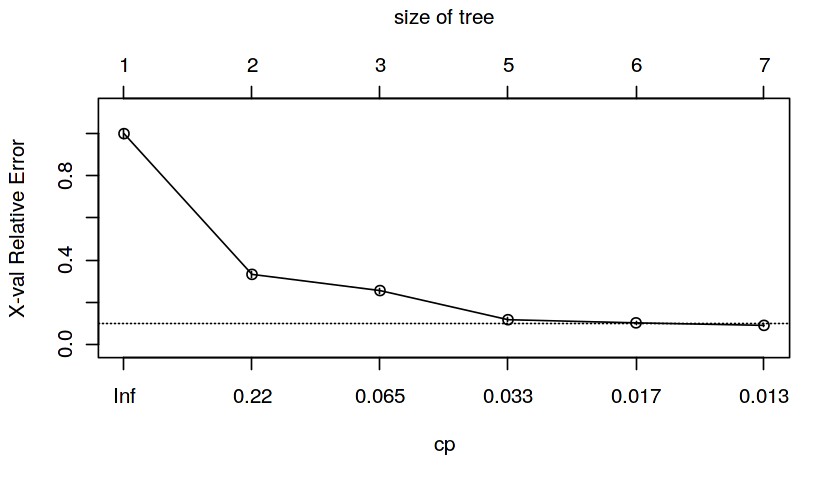 size of tree
1 2 3 5 6 7
X-val Relative Error
0.8
0.4
0.0
Inf 0.22 0.065 0.033 0.017 0.013
cp